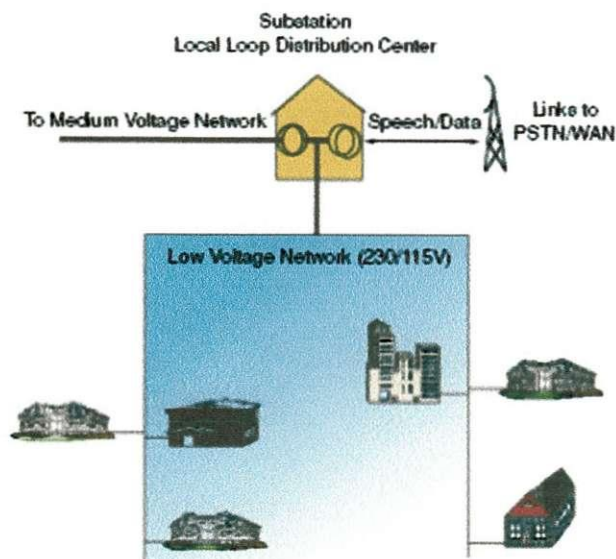 Substation
Local Loop Distribution Center
To Medium Voltage Network
Speech/Data
Links to
PSTN/WAN
Low Voltage Network (230/115V)